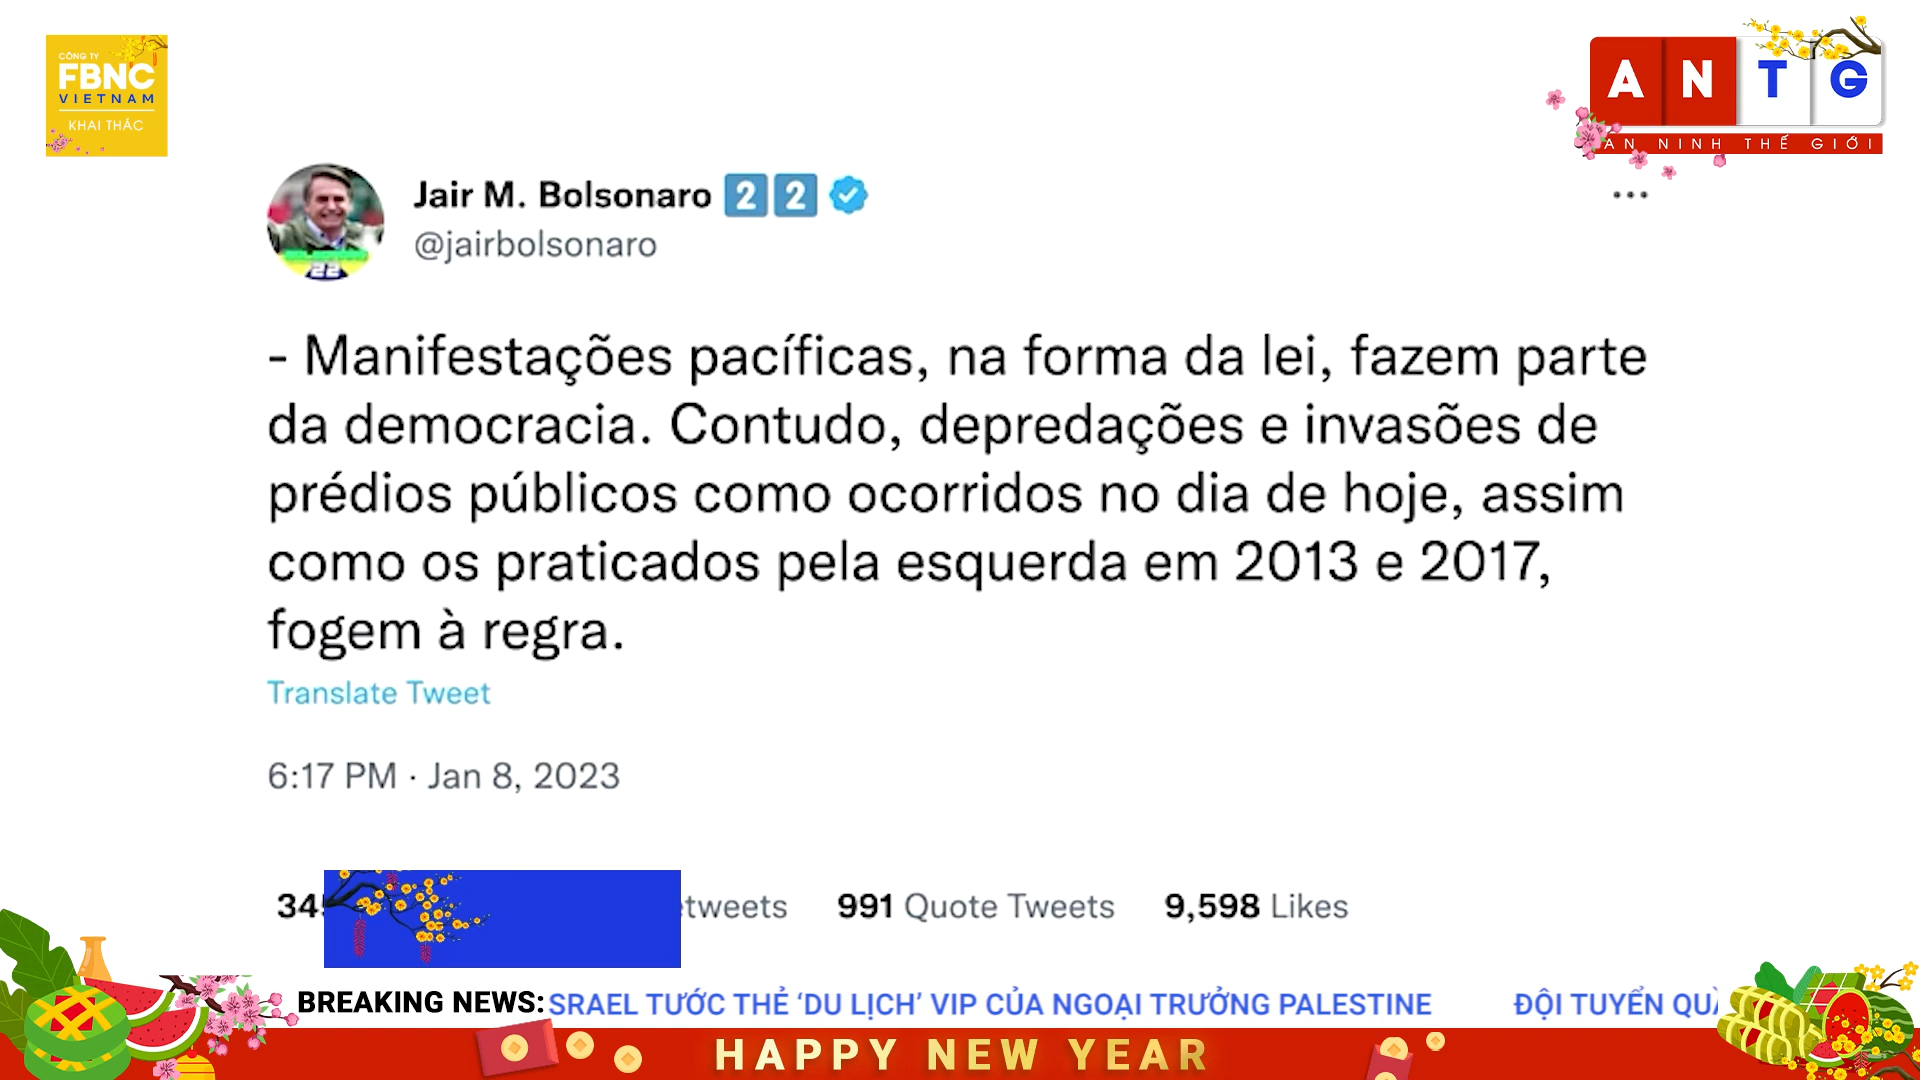 CÔNG TY
FBNC
VIETNAM
KHAI THÁC
A N T G
AN NINH THẾ GIỚI
Jair M. Bolsonaro 2 2
@jairbolsonaro
22
- Manifestações pacíficas, na forma da lei, fazem parte
da democracia. Contudo, depredações e invasões de
prédios públicos como ocorridos no dia de hoje, assim
como os praticados pela esquerda em 2013 e 2017,
fogem à regra.
Translate Tweet
6:17 PM · Jan 8, 2023
991 Quote Tweets 9,598 Likes
BREAKING NEWS: SRAEL TƯỚC THẺ ‘DU LỊCH’ VIP CỦA NGOẠI TRƯỞNG PALESTINE ĐỘI TUYỂN
HAPPY NEW YEAR